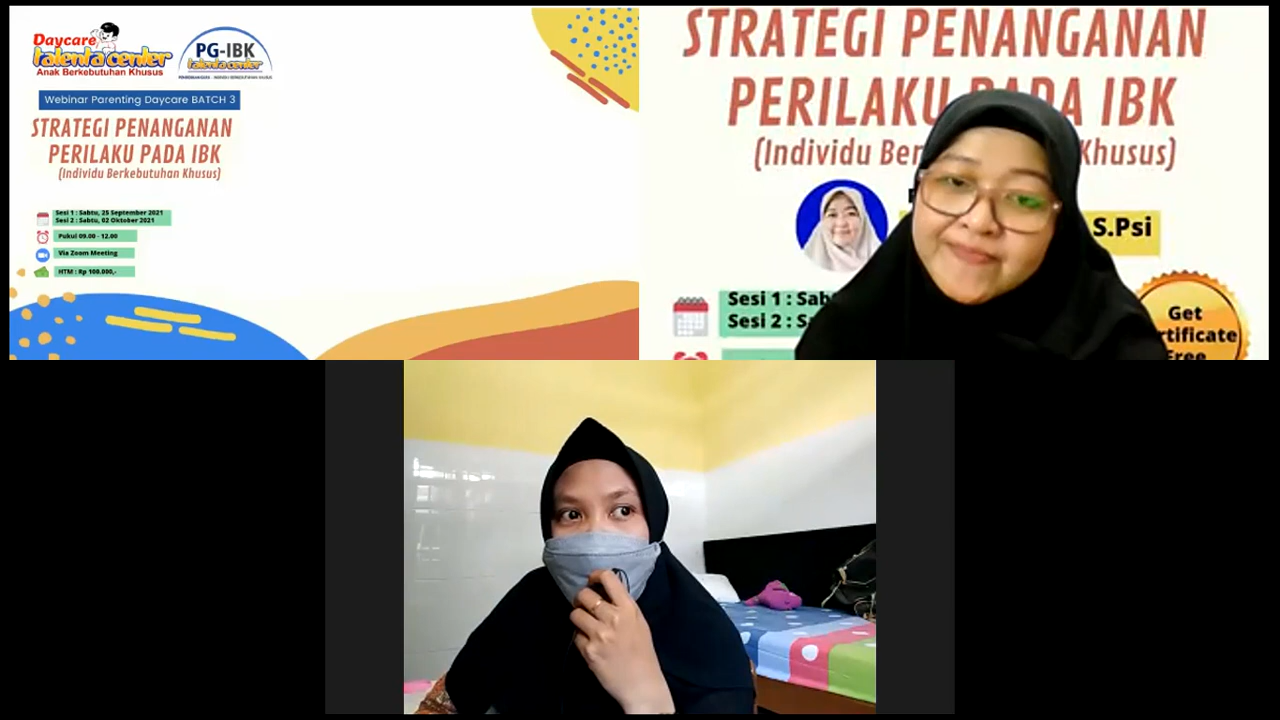 Daycare
talenta center
Anak Berkebutuhan Khusus
PG-IBK
talenta center
Webinar Parenting Daycare BATCH 3
STRATEGI PENANGANAN
PERILAKU PADA IBK
(Individu Berkebutuhan Khusus)
Sesi 1 : Sabtu, 25 September 2021
Sesi 2 : Sabtu, 02 Oktober 2021
Pukul 09.00 - 12.00
Via Zoom Meeting
HTM : Rp 100.000,-
STRATEGI PENANGANAN
PERILAKU PADA IBK
(Individu Ber Khusus)
S.Psi
Sesi 1 : Sab
Sesi 2 : Sa
Get
rtificate
Free